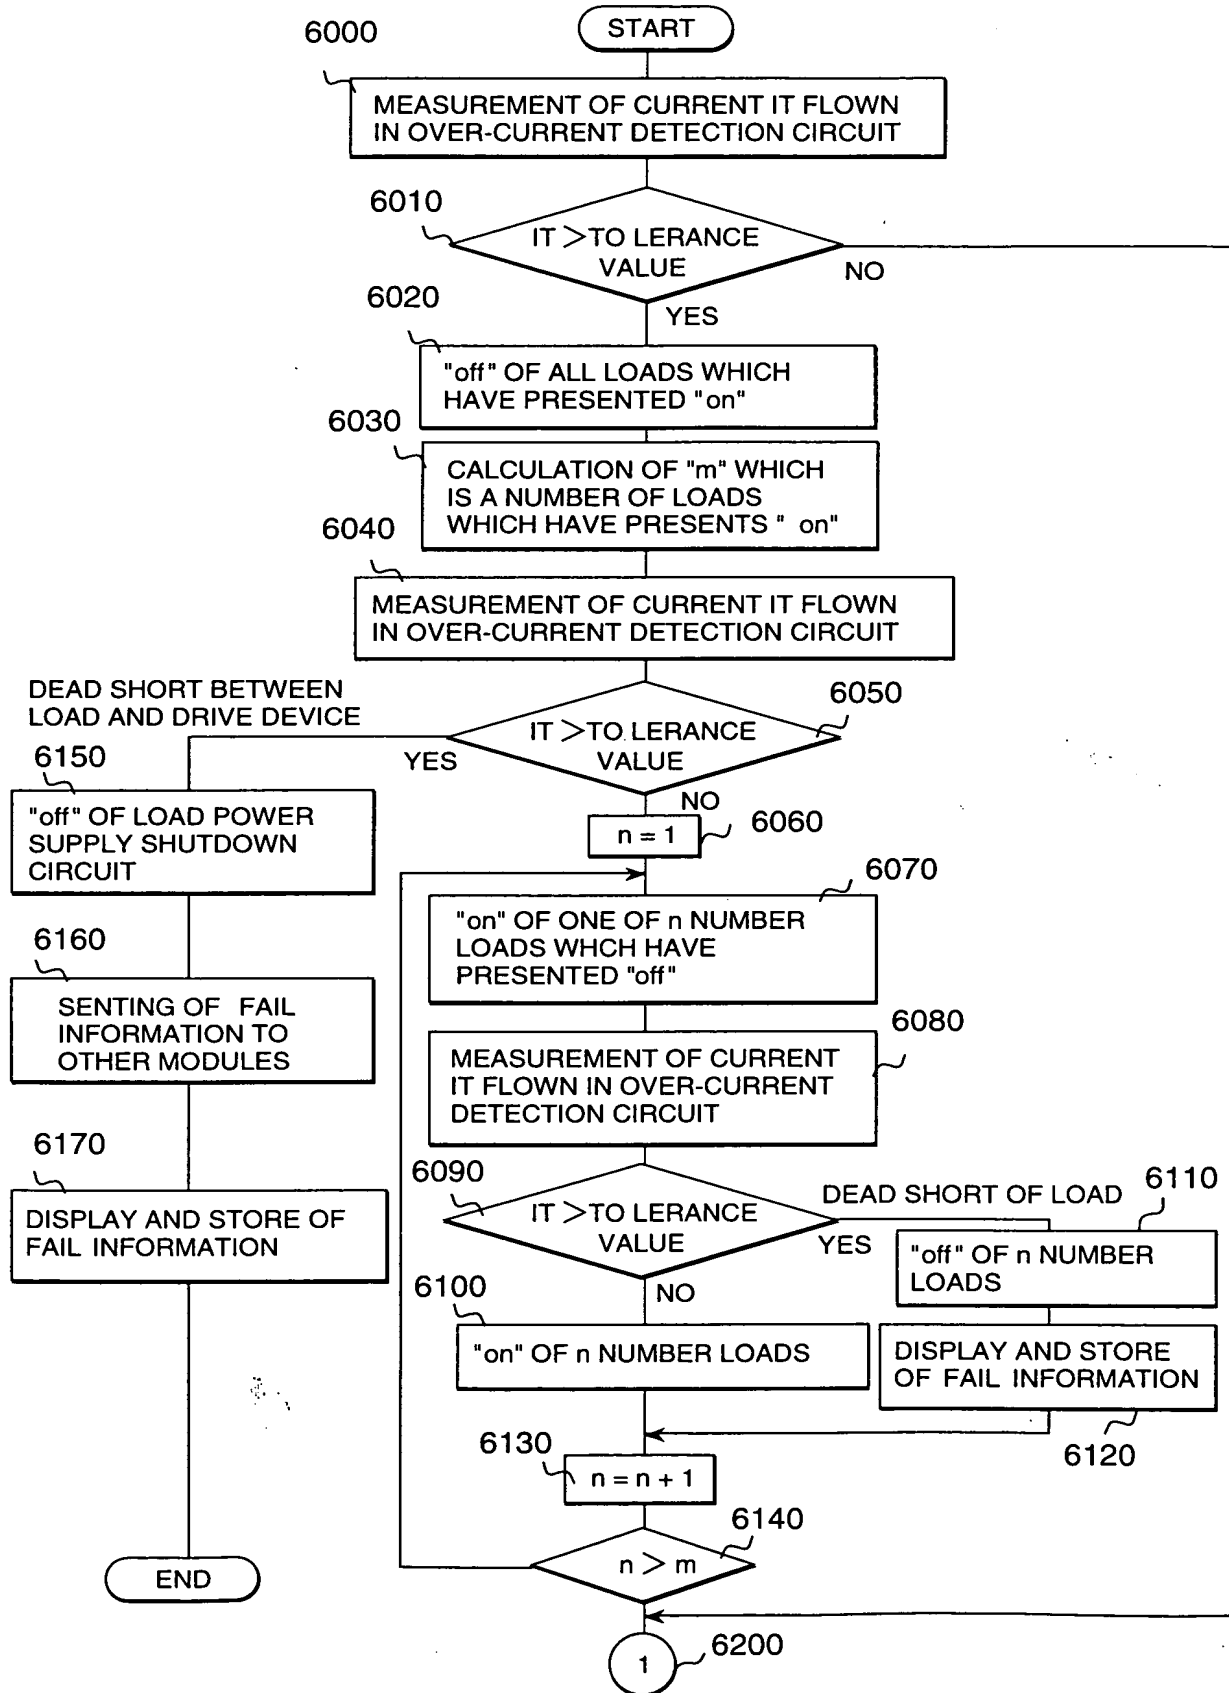 START
6000
MEASUREMENT OF CURRENT IT FLOWN
IN OVER-CURRENT DETECTION CIRCUIT
6010
IT >TO LERANCE
VALUE
NO
YES
6020
"off" OF ALL LOADS WHICH
HAVE PRESENTED "on"
6030
CALCULATION OF "m" WHICH
IS A NUMBER OF LOADS
WHICH HAVE PRESENTS " on"
6040
MEASUREMENT OF CURRENT IT FLOWN
IN OVER-CURRENT DETECTION CIRCUIT
DEAD SHORT BETWEEN
LOAD AND DRIVE DEVICE
6050
IT >TO LERANCE
VALUE
YES
NO
6150
"off" OF LOAD POWER
SUPPLY SHUTDOWN
CIRCUIT
n = 1
6060
6070
"on" OF ONE OF n NUMBER
LOADS WHCH HAVE
PRESENTED "off"
6160
SENTING OF FAIL
INFORMATION TO
OTHER MODULES
6080
MEASUREMENT OF CURRENT
IT FLOWN IN OVER-CURRENT
DETECTION CIRCUIT
6170
DISPLAY AND STORE OF
FAIL INFORMATION
6090
IT >TO LERANCE
VALUE
DEAD SHORT OF LOAD
YES
NO
6110
"off" OF n NUMBER
LOADS
6100
"on" OF n NUMBER LOADS
DISPLAY AND STORE
OF FAIL INFORMATION
6120
6130
n = n + 1
6140
n > m
END
1
6200